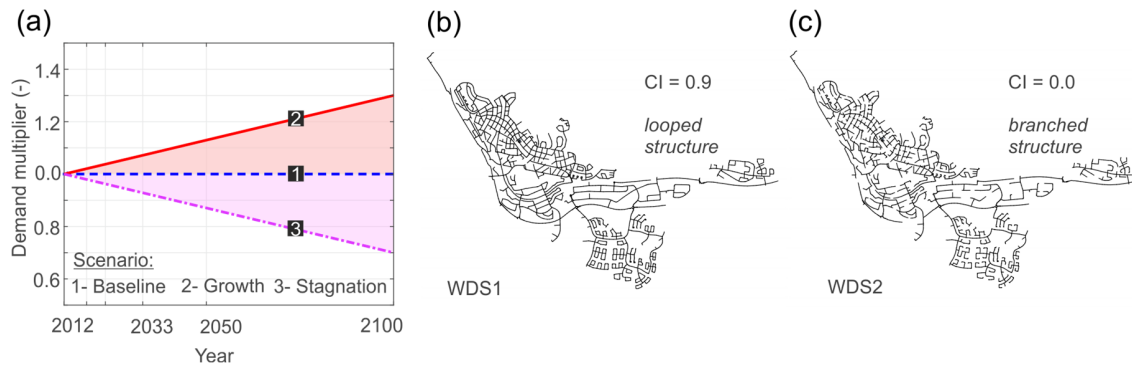 (a)
Demand multiplier (-)
1.4
1.2
0.0
0.8
0.6
2
1
3
Scenario:
1- Baseline 2- Growth 3- Stagnation
2012 2033 2050 2100
Year
(b)
CI = 0.9
looped
structure
WDS1
(c)
CI = 0.0
branched
structure
WDS2